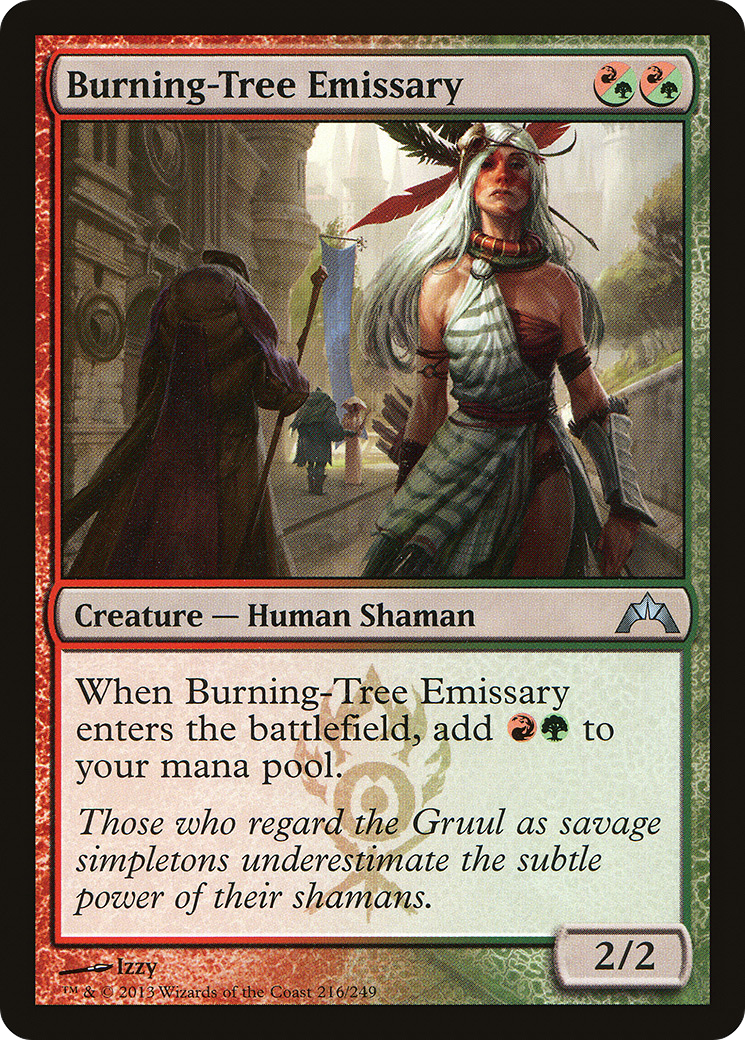 Burning-Tree Emissary
Creature — Human Shaman
When Burning-Tree Emissary
enters the battlefield, add to
your mana pool.
Those who regard the Gruul as savage
simpletons underestimate the subtle
power of their shamans.
2/2
Izzy
™ & © 2013 Wizards of the Coast 216/249